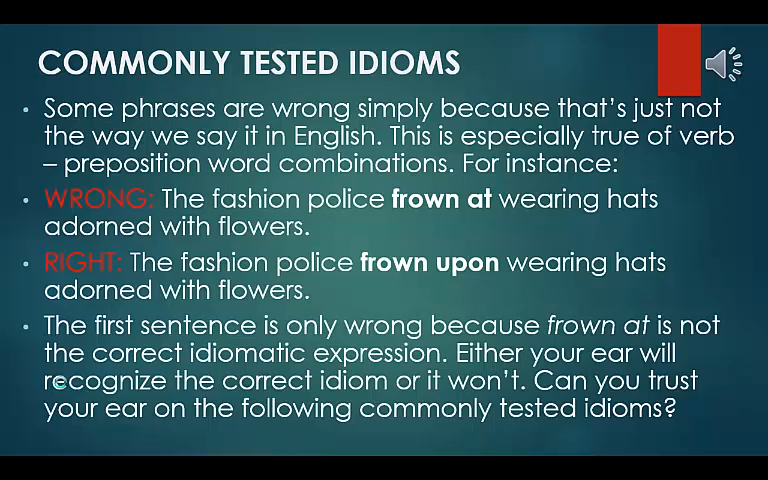 COMMONLY TESTED IDIOMS
• Some phrases are wrong simply because that's just not
the way we say it in English. This is especially true of verb
– preposition word combinations. For instance:
• WRONG: The fashion police frown at wearing hats
adorned with flowers.
• RIGHT: The fashion police frown upon wearing hats
adorned with flowers.
• The first sentence is only wrong because frown at is not
the correct idiomatic expression. Either your ear will
recognize the correct idiom or it won't. Can you trust
your ear on the following commonly tested idioms?